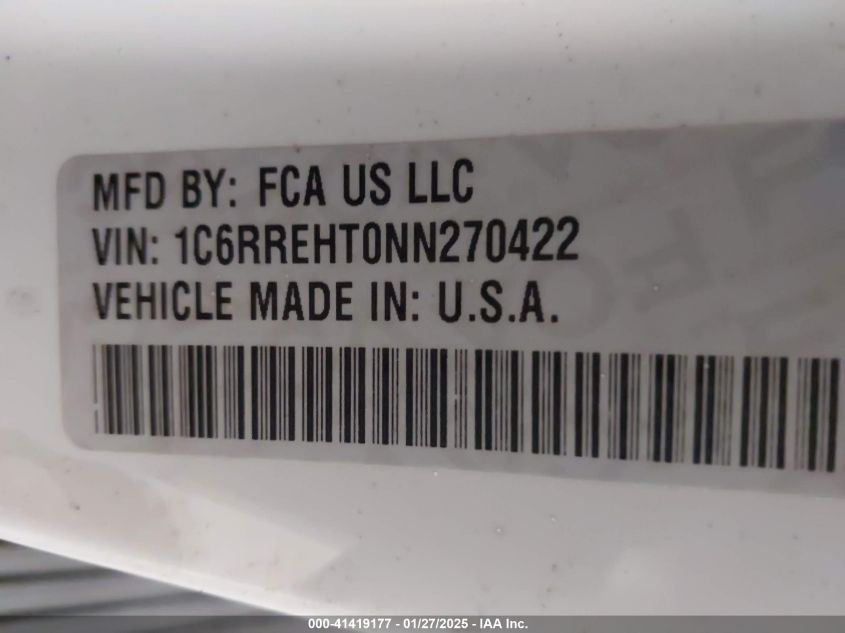 MFD BY: FCA US LLC
VIN: 1C6RREHT0NN270422
VEHICLE MADE IN: U.S.A.
000-41419177 - 01/27/2025 - IAA Inc.